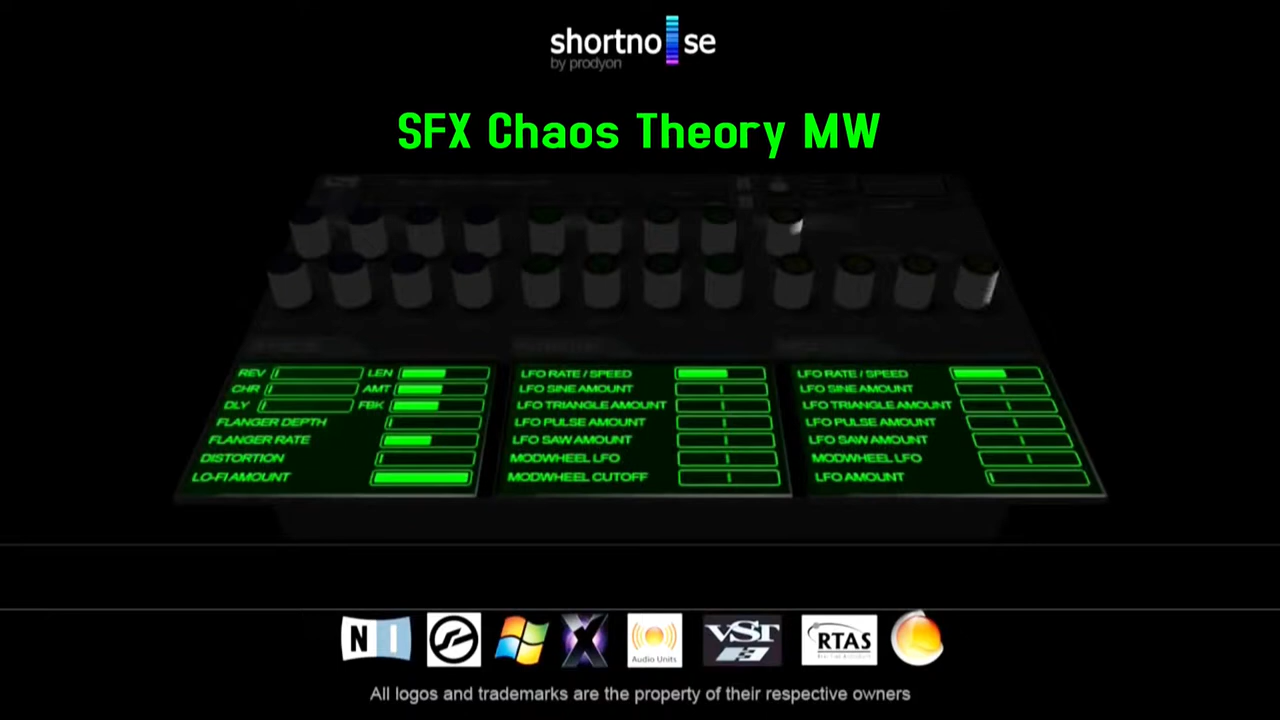 shortnoise
by prodyon
SFX Chaos Theory MW
REV LEN
CHR AMT
DLY FBK
FLANGER DEPTH
FLANGER RATE
DISTORTION
LO-FI AMOUNT
LFO RATE / SPEED
LFO SINE AMOUNT
LFO TRIANGLE AMOUNT
LFO PULSE AMOUNT
LFO SAW AMOUNT
MODWHEEL LFO
MODWHEEL CUTOFF
LFO RATE / SPEED
LFO SINE AMOUNT
LFO TRIANGLE AMOUNT
LFO PULSE AMOUNT
LFO SAW AMOUNT
MODWHEEL LFO
LFO AMOUNT
N I
X
Audio Units
VST
RTAS
All logos and trademarks are the property of their respective owners